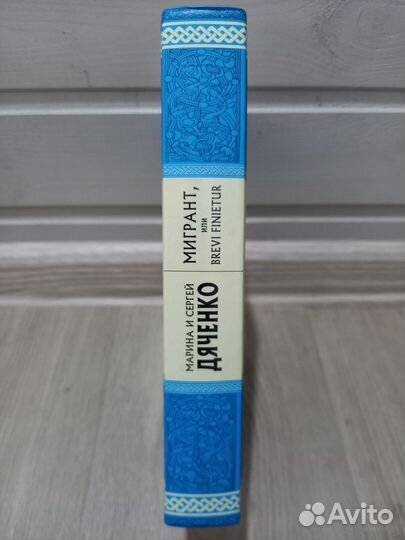 МАРИНА И СЕРГЕЙ
ДЯЧЕНКО
МИГРАНТ,
ИЛИ
BREVI FINIETUR
Avito